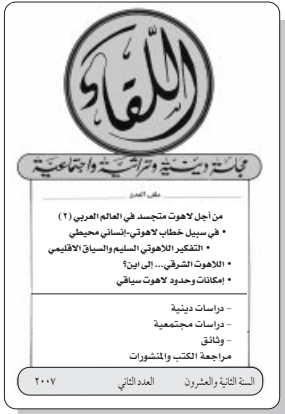 اللقاء
مجلة دينية وتراثية واجتماعية
ملف العدد
من أجل لاهوت متجسد في العالم العربي (٢)
• في سبيل خطاب لاهوتي-إنساني محيطي
• التفكير اللاهوتي السليم والسياق الاقليمي
• اللاهوت الشرقي... إلى اين؟
• إمكانات وحدود لاهوت سياقي
- دراسات دينية
- دراسات مجتمعية
- وثائق
مراجعة الكتب والمنشورات
السنة الثانية والعشرون العدد الثاني ٢٠٠٧